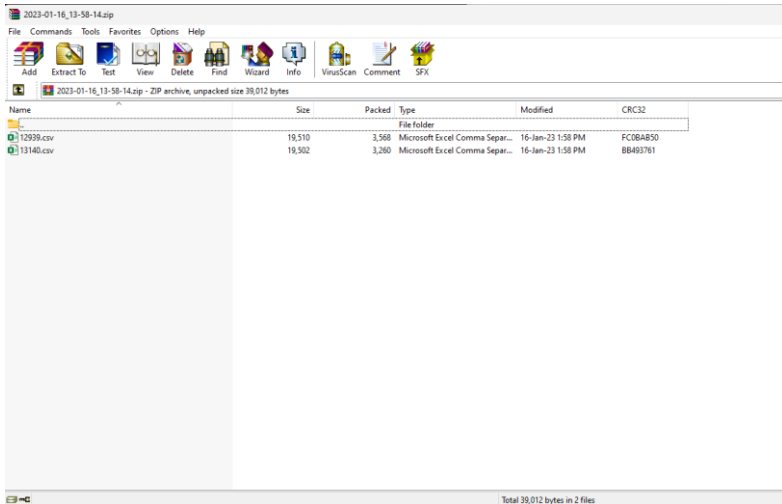 2023-01-16_13-58-14.zip
File Commands Tools Favorites Options Help
Add Extract To Test View Delete Find Wizard Info VirusScan Comment SFX
2023-01-16_13-58-14.zip - ZIP archive, unpacked size 39,012 bytes
Name Size Packed Type Modified CRC32
.. File folder
12939.csv 19,510 3,568 Microsoft Excel Comma Separ... 16-Jan-23 1:58 PM FC0BAB50
13140.csv 19,502 3,260 Microsoft Excel Comma Separ... 16-Jan-23 1:58 PM BB493761
Total 39,012 bytes in 2 files